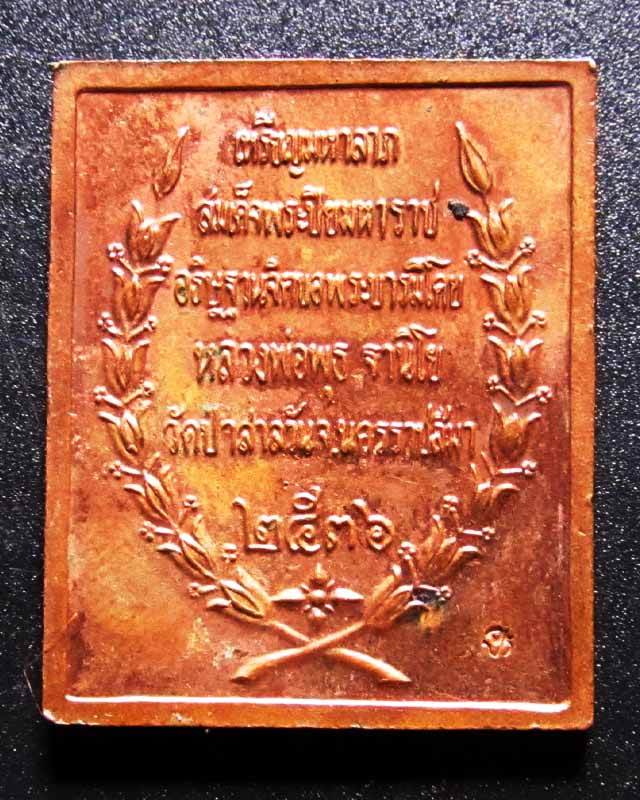 เหรียญมหาลาภ
สมเด็จพระปิยมหาราช
อธิษฐานจิตขอพระบารมีโดย
หลวงพ่อพุธ ฐานิโย
วัดป่าสาลวัน จ.นครราชสีมา
๒๕๓๖